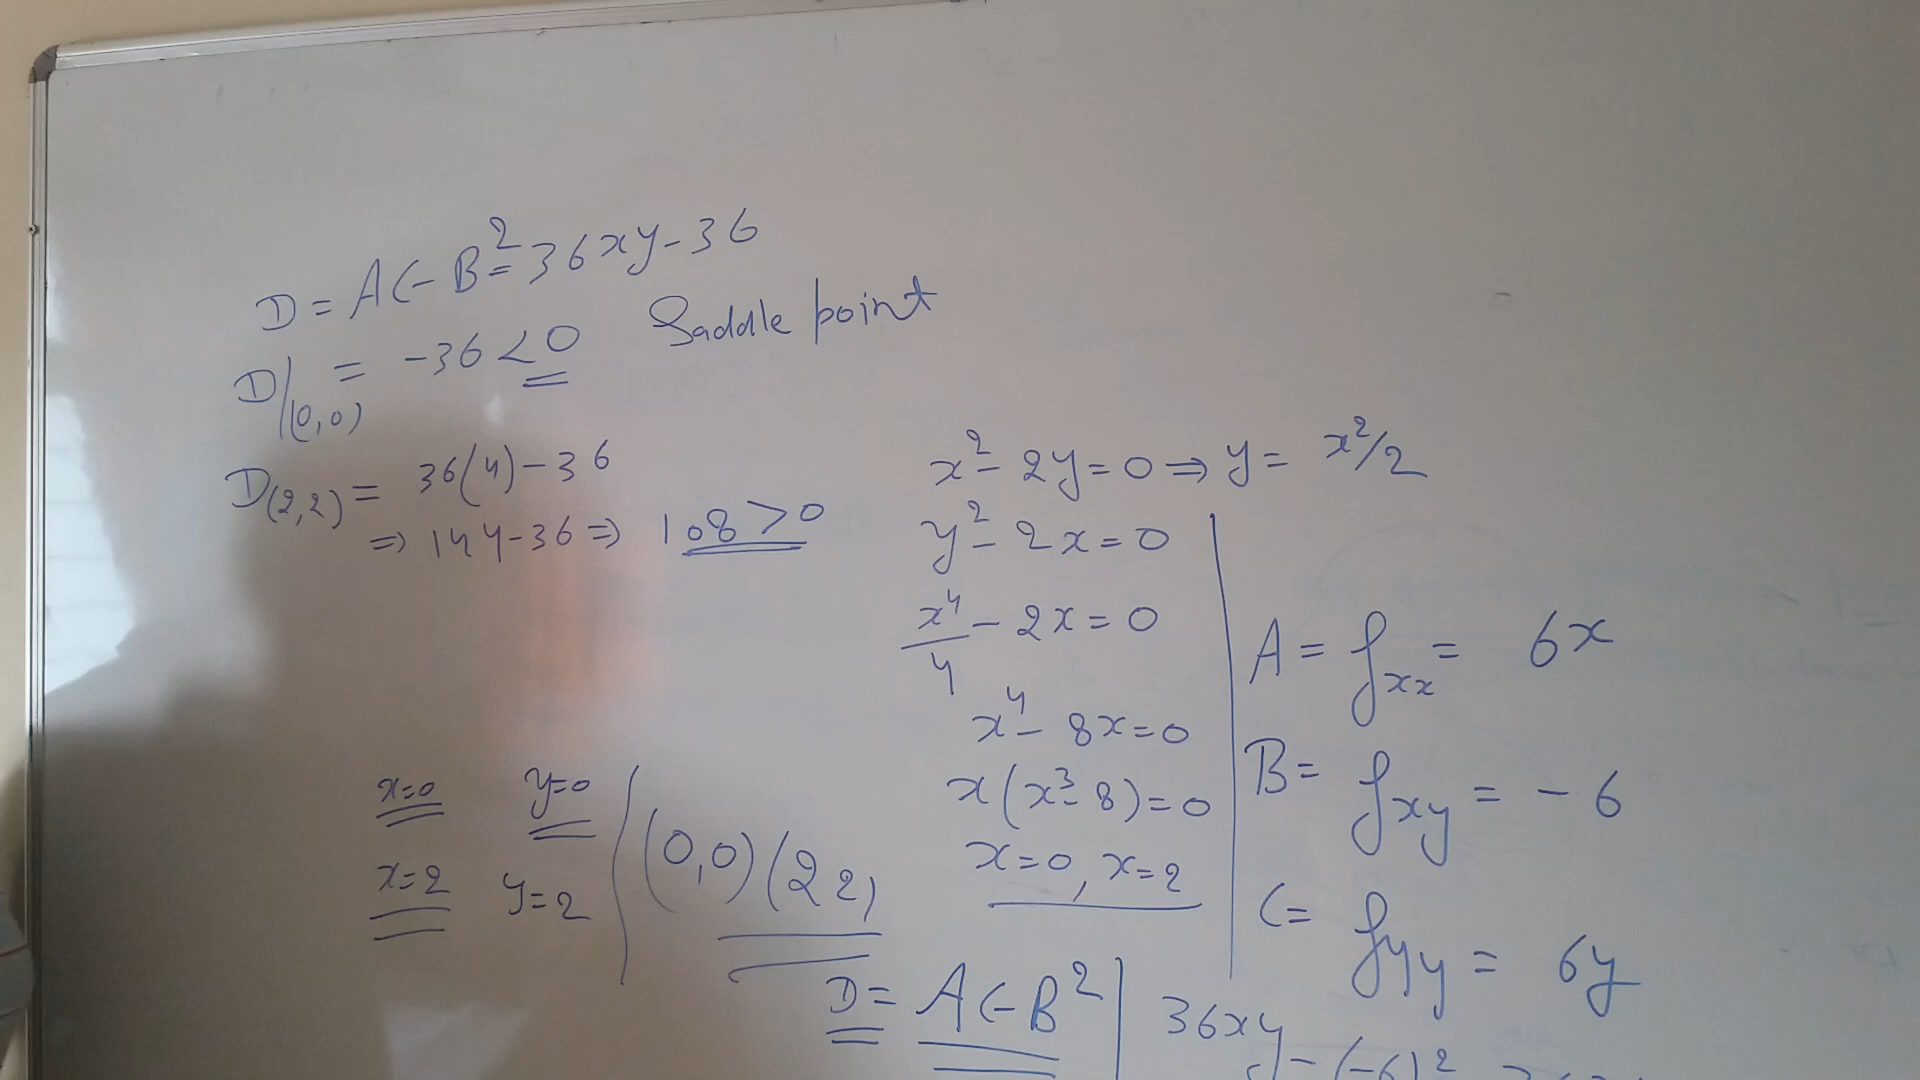 D = AC - B² = 36xy - 36
D|(0,0) = -36 < 0 Saddle point
D(2,2) = 36(4) - 36
⇒ 144 - 36 ⇒ 108 > 0
x² - 2y = 0 ⇒ y = x²/2
y² - 2x = 0
x⁴/4 - 2x = 0
x⁴ - 8x = 0
x(x³ - 8) = 0
x = 0, x = 2
A = fxx = 6x
B = fxy = -6
C = fyy = 6y
x=0 y=0
x=2 y=2
(0,0) (2 2)
D = AC - B² | 36xy - (-6)²